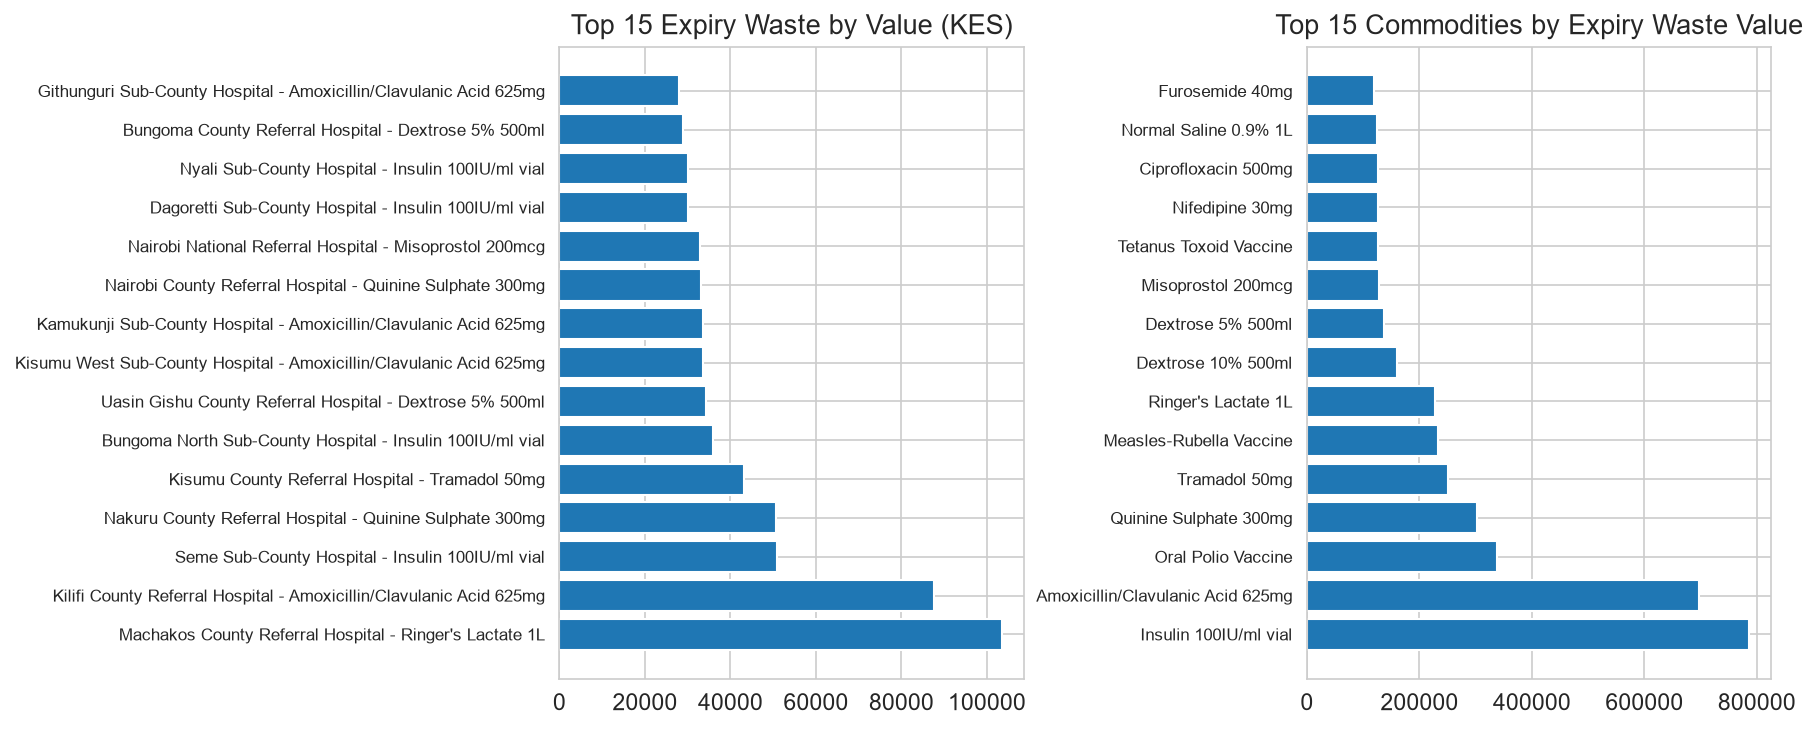 Top 15 Expiry Waste by Value (KES)
Githunguri Sub-County Hospital - Amoxicillin/Clavulanic Acid 625mg
Bungoma County Referral Hospital - Dextrose 5% 500ml
Nyali Sub-County Hospital - Insulin 100IU/ml vial
Dagoretti Sub-County Hospital - Insulin 100IU/ml vial
Nairobi National Referral Hospital - Misoprostol 200mcg
Nairobi County Referral Hospital - Quinine Sulphate 300mg
Kamukunji Sub-County Hospital - Amoxicillin/Clavulanic Acid 625mg
Kisumu West Sub-County Hospital - Amoxicillin/Clavulanic Acid 625mg
Uasin Gishu County Referral Hospital - Dextrose 5% 500ml
Bungoma North Sub-County Hospital - Insulin 100IU/ml vial
Kisumu County Referral Hospital - Tramadol 50mg
Nakuru County Referral Hospital - Quinine Sulphate 300mg
Seme Sub-County Hospital - Insulin 100IU/ml vial
Kilifi County Referral Hospital - Amoxicillin/Clavulanic Acid 625mg
Machakos County Referral Hospital - Ringer's Lactate 1L
0 20000 40000 60000 80000 100000
Top 15 Commodities by Expiry Waste Value
Furosemide 40mg
Normal Saline 0.9% 1L
Ciprofloxacin 500mg
Nifedipine 30mg
Tetanus Toxoid Vaccine
Misoprostol 200mcg
Dextrose 5% 500ml
Dextrose 10% 500ml
Ringer's Lactate 1L
Measles-Rubella Vaccine
Tramadol 50mg
Quinine Sulphate 300mg
Oral Polio Vaccine
Amoxicillin/Clavulanic Acid 625mg
Insulin 100IU/ml vial
0 200000 400000 600000 800000